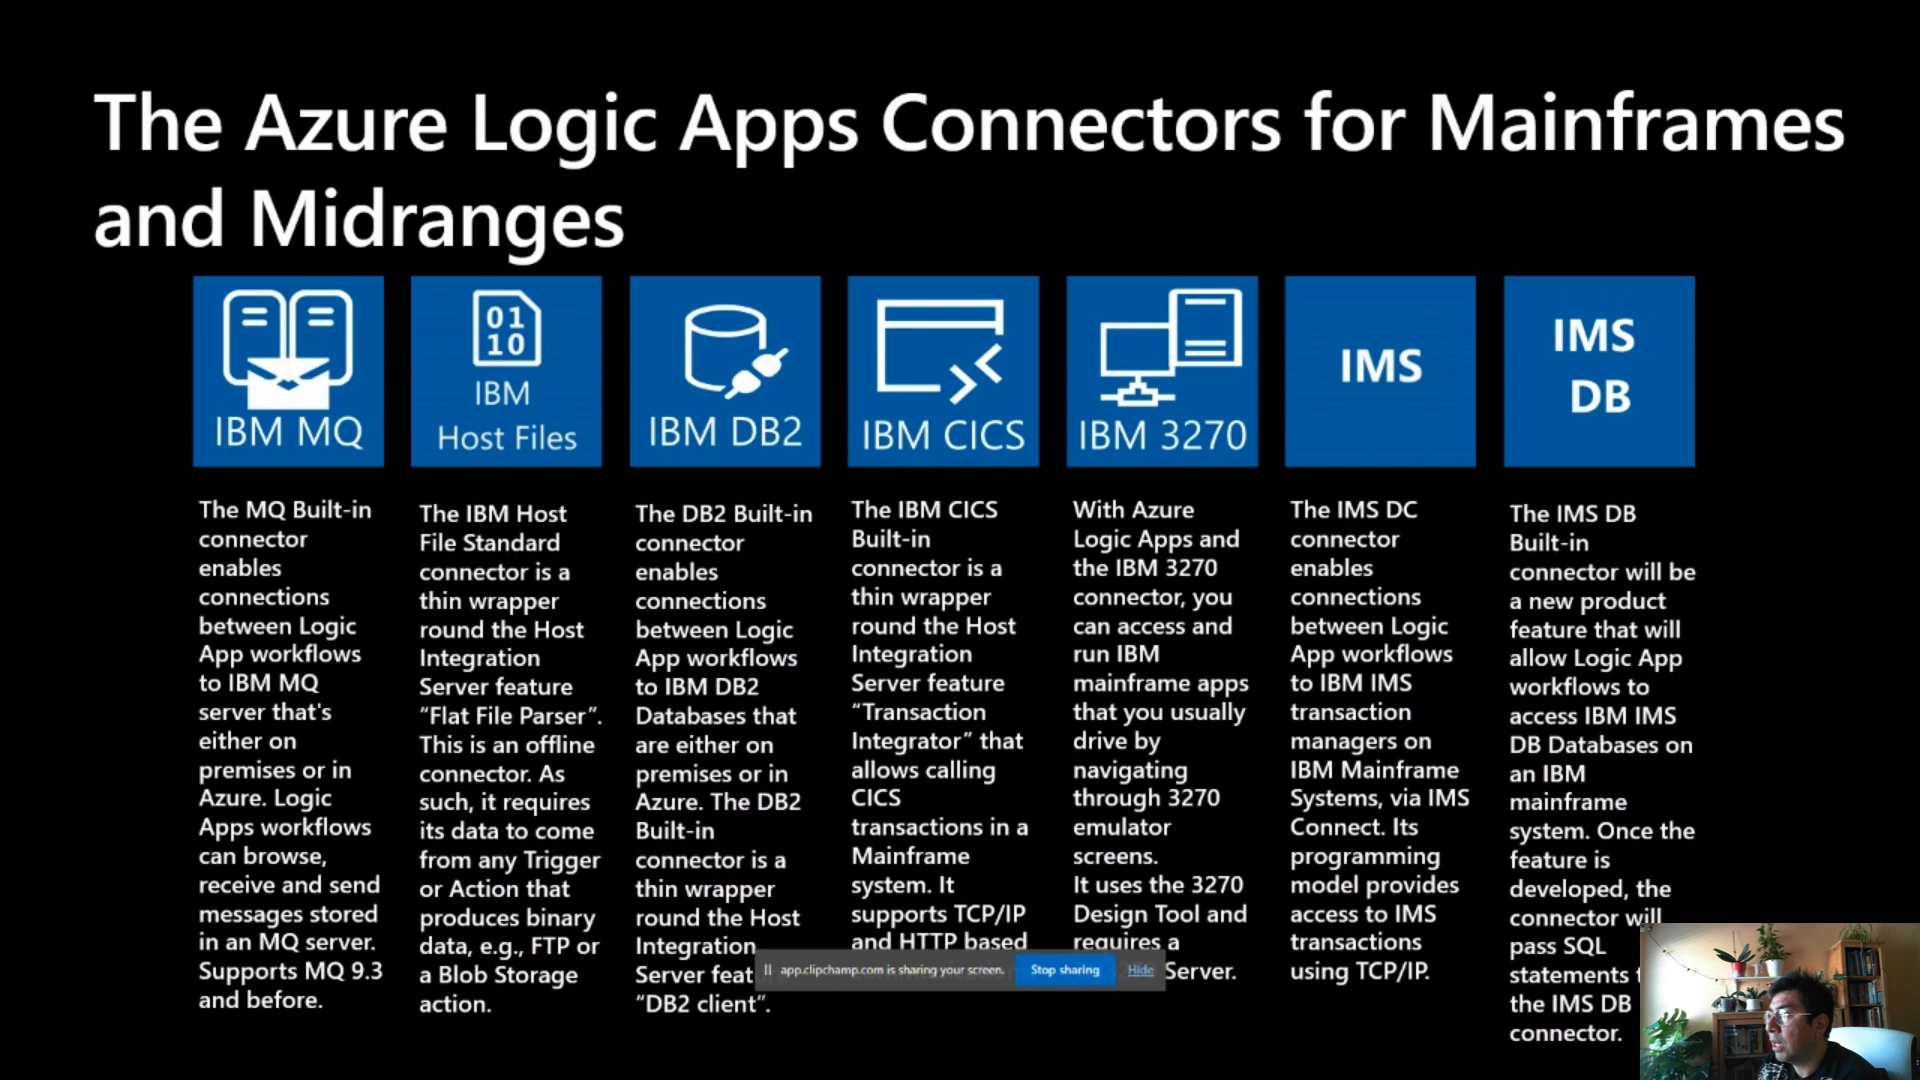 The Azure Logic Apps Connectors for Mainframes
and Midranges
IBM MQ
01
10
IBM
Host Files
IBM DB2
IBM CICS
IBM 3270
IMS
IMS
DB
The MQ Built-in
connector
enables
connections
between Logic
App workflows
to IBM MQ
server that's
either on
premises or in
Azure. Logic
Apps workflows
can browse,
receive and send
messages stored
in an MQ server.
Supports MQ 9.3
and before.
The IBM Host
File Standard
connector is a
thin wrapper
round the Host
Integration
Server feature
“Flat File Parser”.
This is an offline
connector. As
such, it requires
its data to come
from any Trigger
or Action that
produces binary
data, e.g., FTP or
a Blob Storage
action.
The DB2 Built-in
connector
enables
connections
between Logic
App workflows
to IBM DB2
Databases that
are either on
premises or in
Azure. The DB2
Built-in
connector is a
thin wrapper
round the Host
Integration
Server
“DB2 client”.
The IBM CICS
Built-in
connector is a
thin wrapper
round the Host
Integration
Server feature
“Transaction
Integrator” that
allows calling
CICS
transactions in a
Mainframe
system. It
supports TCP/IP
and HTTP based
With Azure
Logic Apps and
the IBM 3270
connector, you
can access and
run IBM
mainframe apps
that you usually
drive by
navigating
through 3270
emulator
screens.
It uses the 3270
Design Tool and
requires a
Server.
The IMS DC
connector
enables
connections
between Logic
App workflows
to IBM IMS
transaction
managers on
IBM Mainframe
Systems, via IMS
Connect. Its
programming
model provides
access to IMS
transactions
using TCP/IP.
The IMS DB
Built-in
connector will be
a new product
feature that will
allow Logic App
workflows to
access IBM IMS
DB Databases on
an IBM
mainframe
system. Once the
feature is
developed, the
connector will
pass SQL
statements
the IMS DB
connector.
app.clipchamp.com is sharing your screen.
Stop sharing
Hide